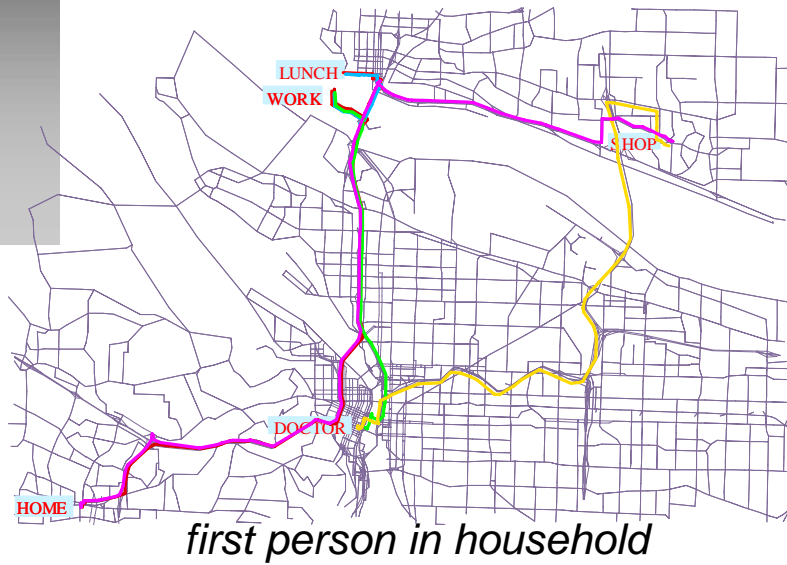 LUNCH
WORK
SHOP
DOCTOR
HOME
first person in household